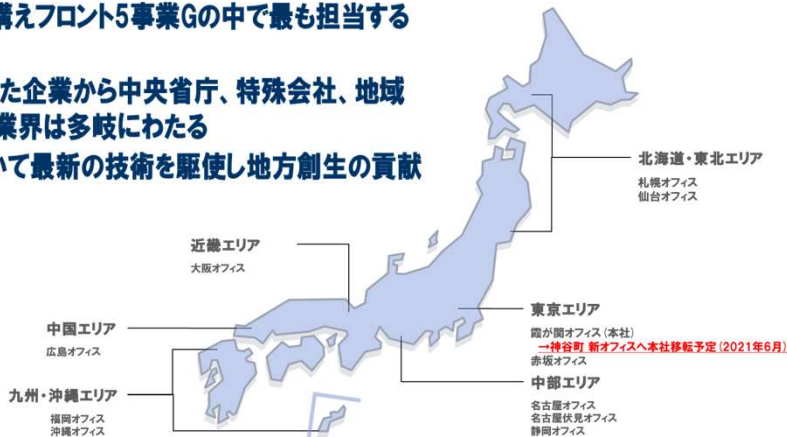 構えフロント5事業Gの中で最も担当する
た企業から中央省庁、特殊会社、地域
業界は多岐にわたる
いて最新の技術を駆使し地方創生の貢献
北海道・東北エリア
札幌オフィス
仙台オフィス
近畿エリア
大阪オフィス
中国エリア
広島オフィス
九州・沖縄エリア
福岡オフィス
沖縄オフィス
東京エリア
霞が関オフィス(本社)
→神谷町 新オフィスへ本社移転予定(2021年6月)
赤坂オフィス
中部エリア
名古屋オフィス
名古屋伏見オフィス
静岡オフィス